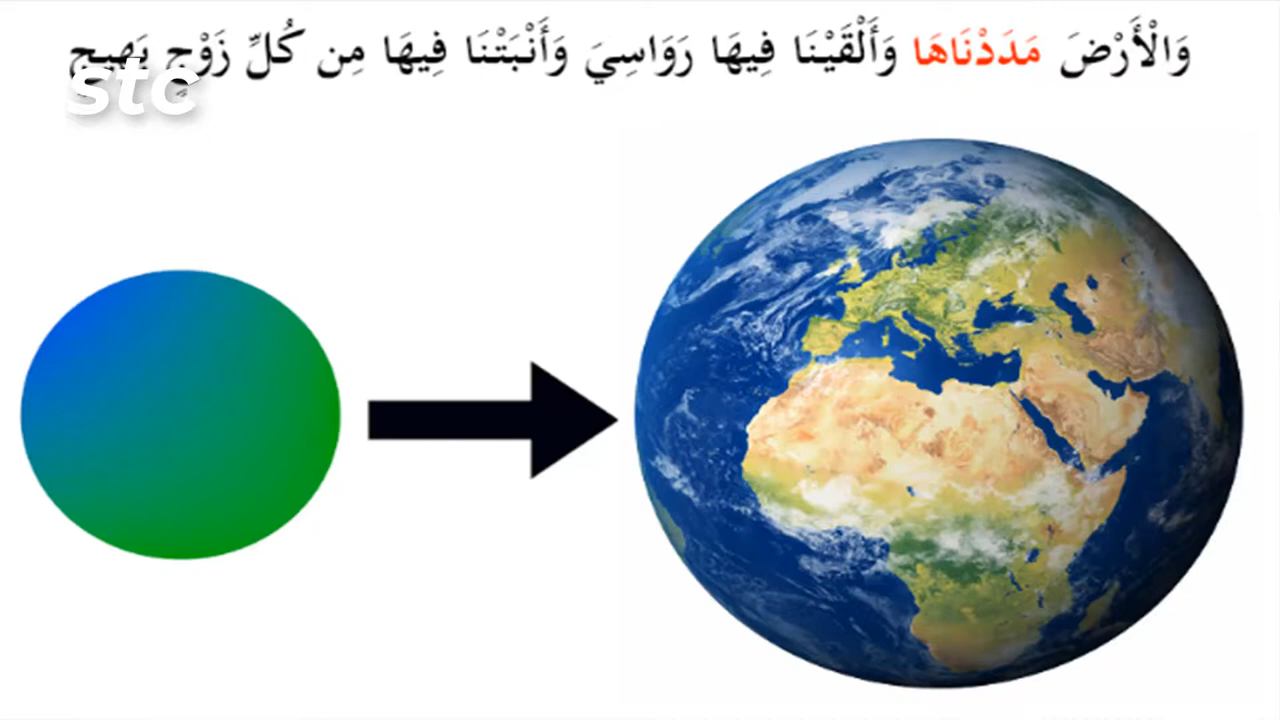 وَالْأَرْضَ مَدَدْنَاهَا وَأَلْقَيْنَا فِيهَا رَوَاسِيَ وَأَنْبَتْنَا فِيهَا مِن كُلِّ زَوْجٍ بَهِيجٍ
stc